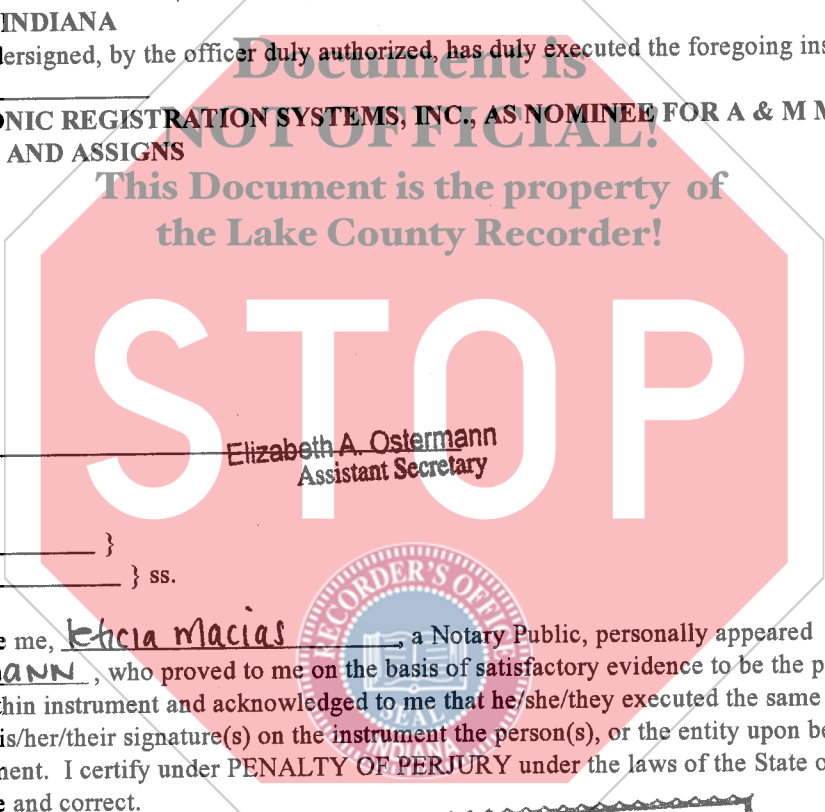 INDIANA
dersigned, by the officer duly authorized, has duly executed the foregoing ins
Document is
NIC REGISTRATION SYSTEMS, INC., AS NOMINEE FOR A & M
NOT OFFICIAL!
AND ASSIGNS
This Document is the property of
the Lake County Recorder!
STOP
Elizabeth A. Ostermann
Assistant Secretary
}
} ss.
RECORDER'S OFFICE
e me, leticia macias, a Notary Public, personally appeared
ANN, who proved to me on the basis of satisfactory evidence to be the p
hin instrument and acknowledged to me that he/she/they executed the same
SEAL
is/her/their signature(s) on the instrument the person(s), or the entity upon be
INDIANA
ment. I certify under PENALTY OF PERJURY under the laws of the State o
e and correct.